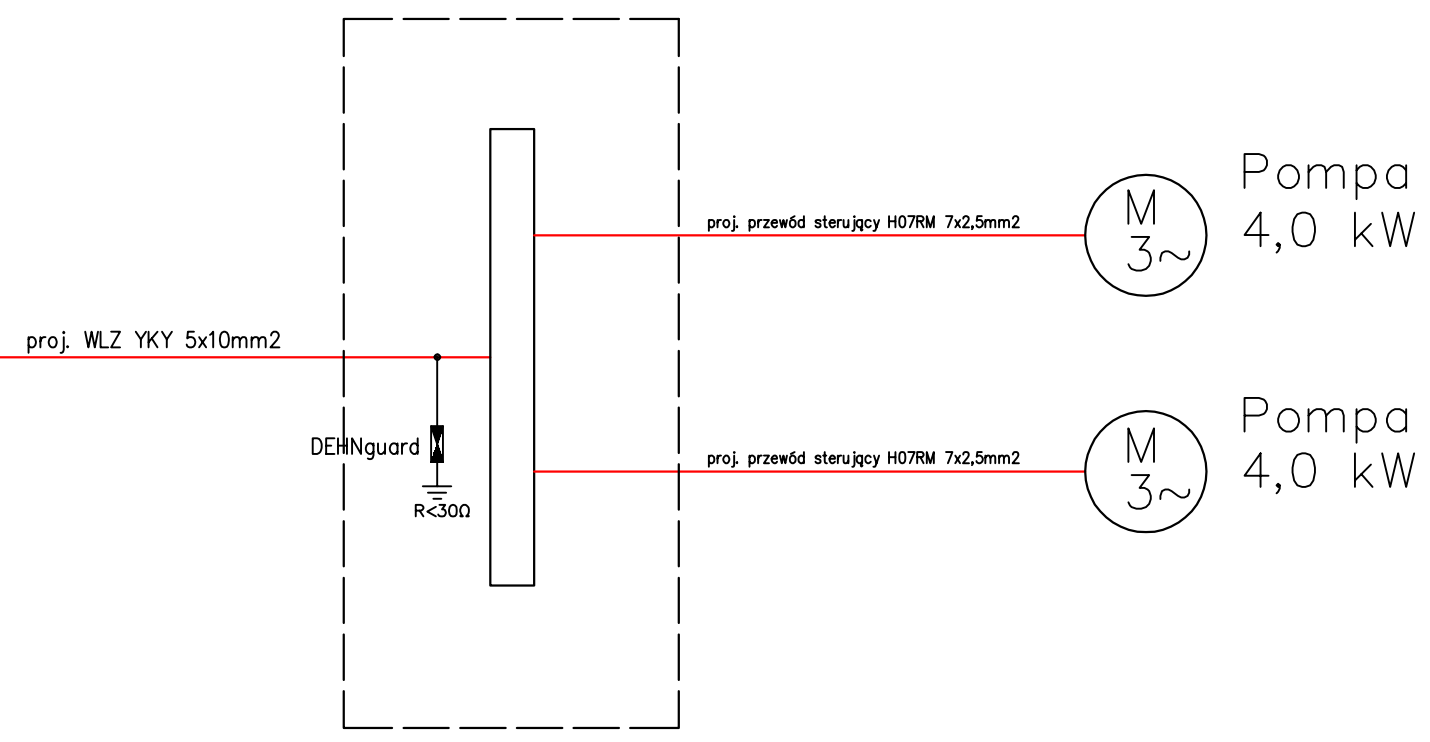 Pompa
4,0 kW
proj. przewód sterujący H07RM 7x2,5mm2
M
3~
proj. WLZ YKY 5x10mm2
DEHNguard
R<30Ω
Pompa
4,0 kW
proj. przewód sterujący H07RM 7x2,5mm2
M
3~